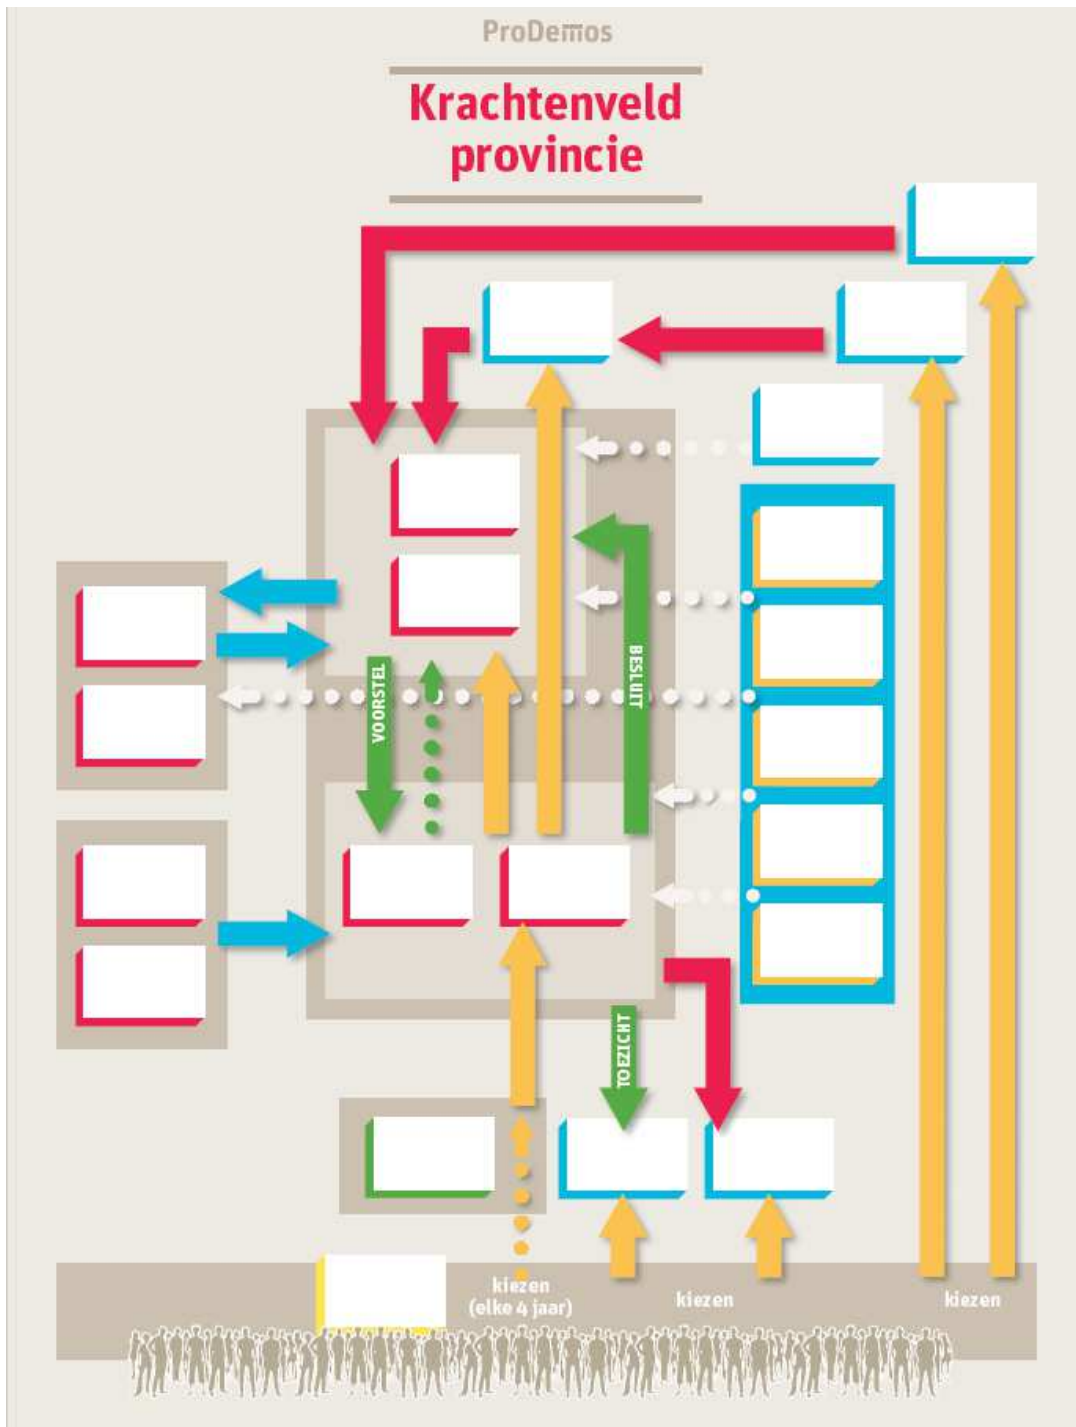 ProDemos
Krachtenveld
provincie
BESLUIT
VOORSTEL
TOEZICHT
kiezen
(elke 4 jaar)
kiezen
kiezen